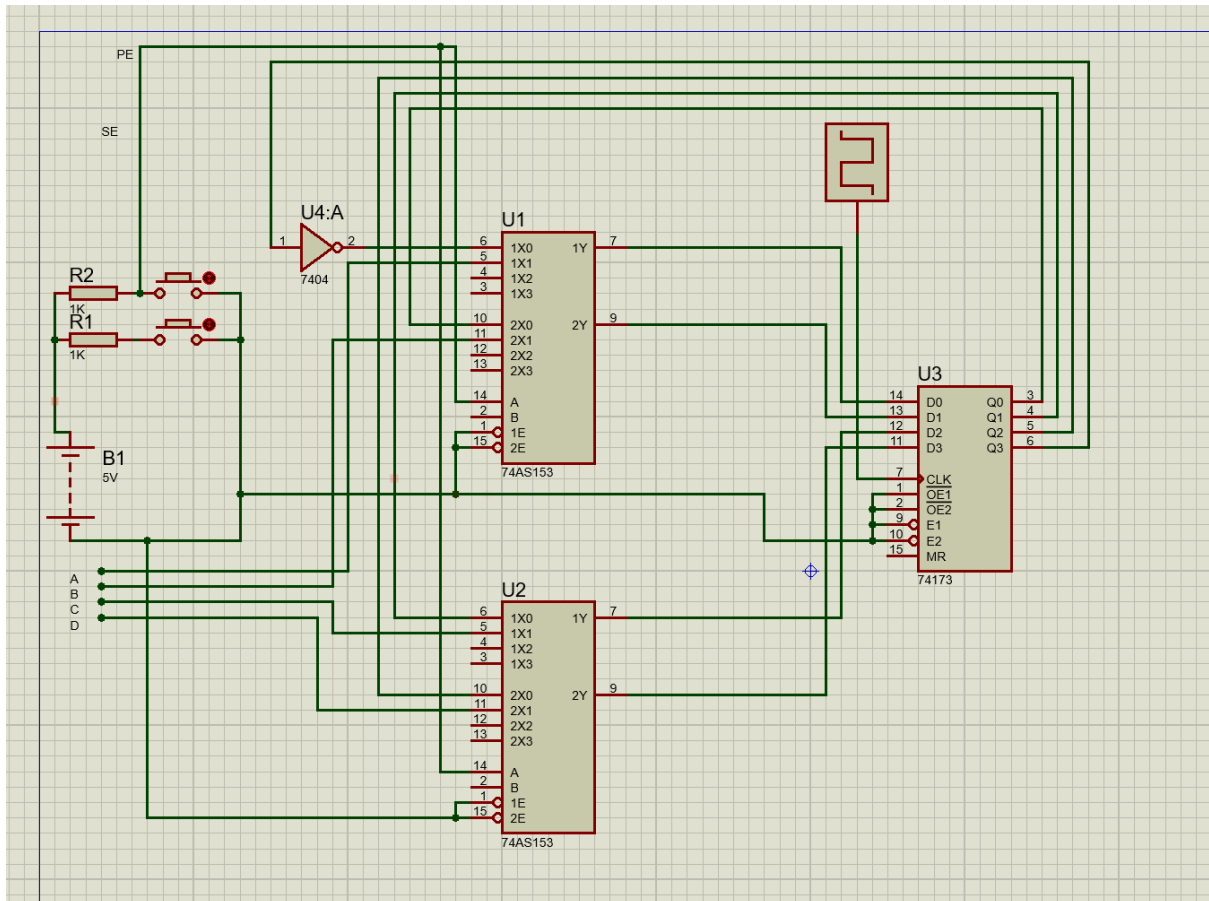 PE
SE
U4:A
1
2
7404
R2
1K
R1
1K
B1
5V
A
B
C
D
U1
6 1X0 1Y 7
5 1X1
4 1X2
3 1X3
10 2X0 2Y 9
11 2X1
12 2X2
13 2X3
14 A
2 B
1 1E
15 2E
74AS153
U3
14 D0 Q0 3
13 D1 Q1 4
12 D2 Q2 5
11 D3 Q3 6
7 CLK
1 OE1
2 OE2
9 E1
10 E2
15 MR
74173
U2
6 1X0 1Y 7
5 1X1
4 1X2
3 1X3
10 2X0 2Y 9
11 2X1
12 2X2
13 2X3
14 A
2 B
1 1E
15 2E
74AS153